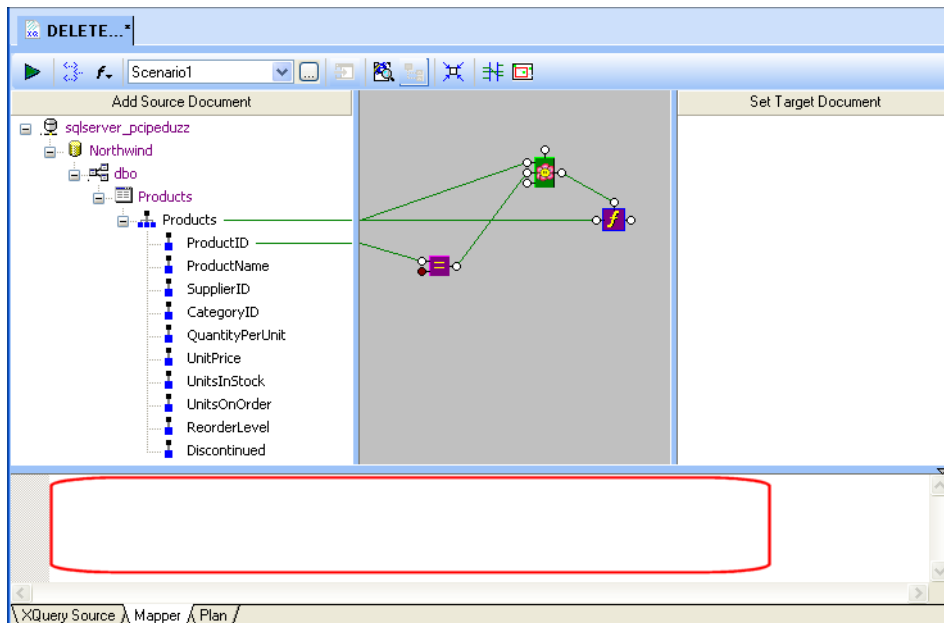 DELETE...*
Scenario1
Add Source Document
Set Target Document
sqlserver_pcipeduzz
Northwind
dbo
Products
Products
ProductID
ProductName
SupplierID
CategoryID
QuantityPerUnit
UnitPrice
UnitsInStock
UnitsOnOrder
ReorderLevel
Discontinued
XQuery Source Mapper Plan